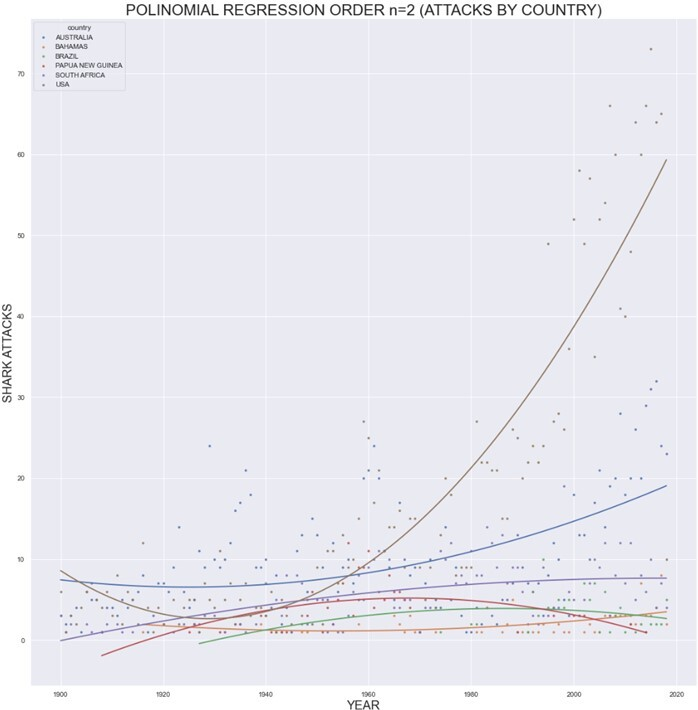 POLINOMIAL REGRESSION ORDER n=2 (ATTACKS BY COUNTRY)
country
AUSTRALIA
BAHAMAS
BRAZIL
PAPUA NEW GUINEA
SOUTH AFRICA
USA
SHARK ATTACKS
70
60
50
40
30
20
10
0
1900 1920 1940 1960 1980 2000 2020
YEAR